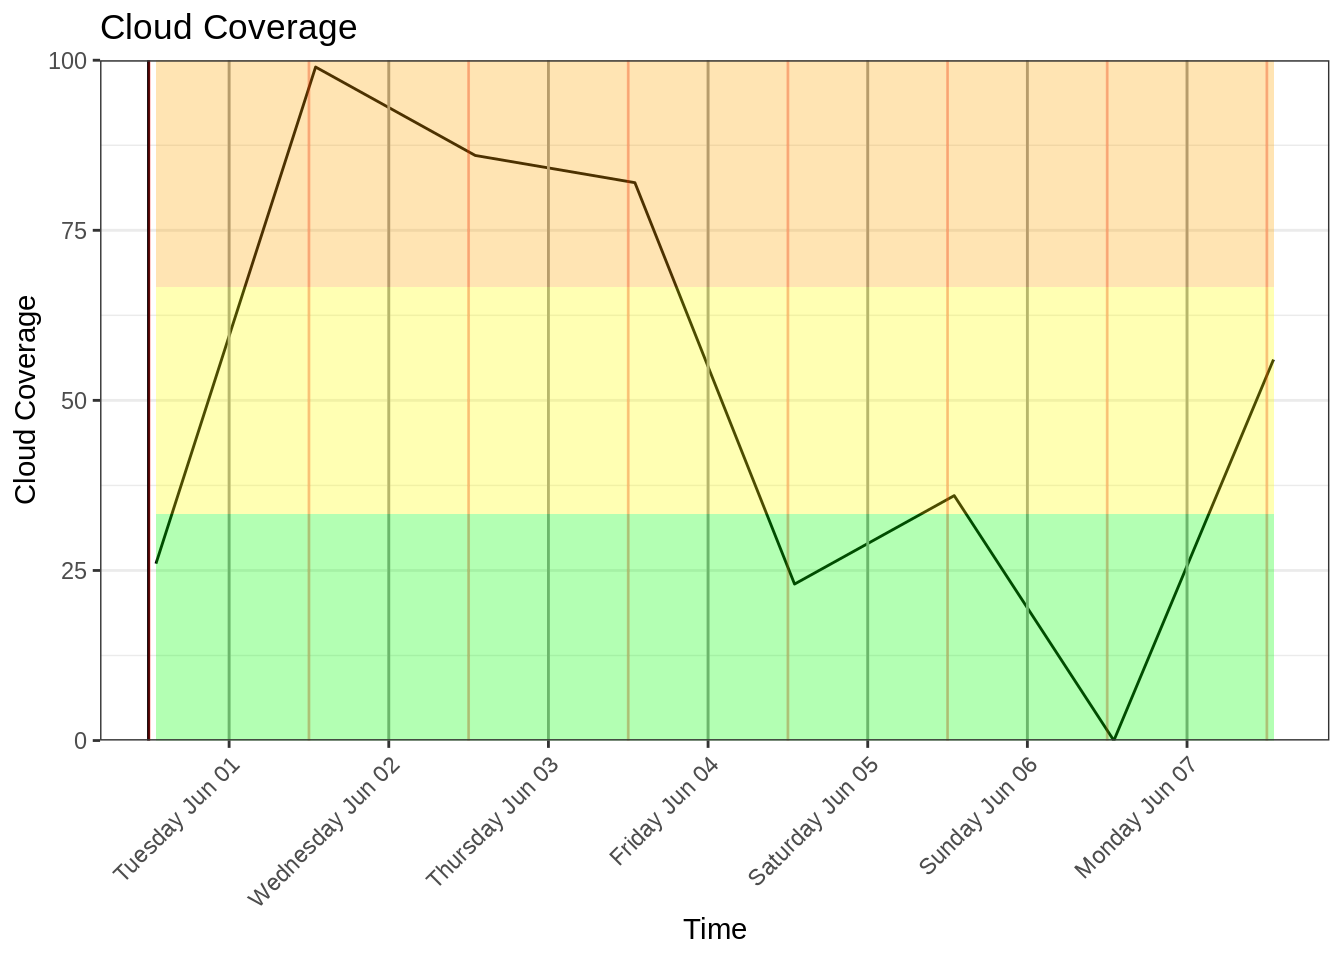 Cloud Coverage
100
75
50
25
0
Cloud Coverage
Tuesday Jun 01
Wednesday Jun 02
Thursday Jun 03
Friday Jun 04
Saturday Jun 05
Sunday Jun 06
Monday Jun 07
Time